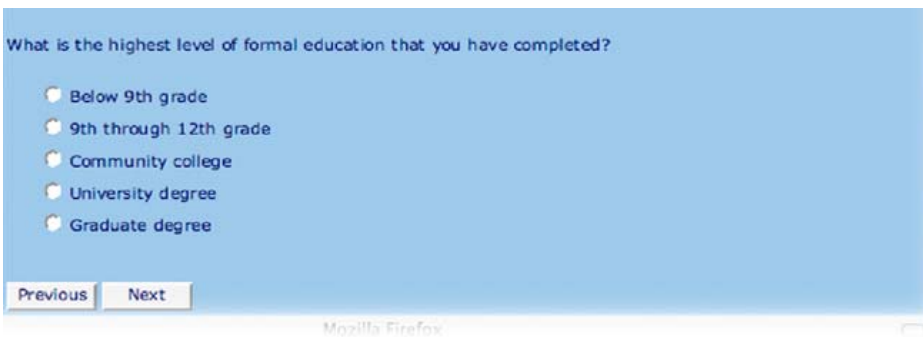 What is the highest level of formal education that you have completed?
Below 9th grade
9th through 12th grade
Community college
University degree
Graduate degree
Previous Next
Mozilla Firefox